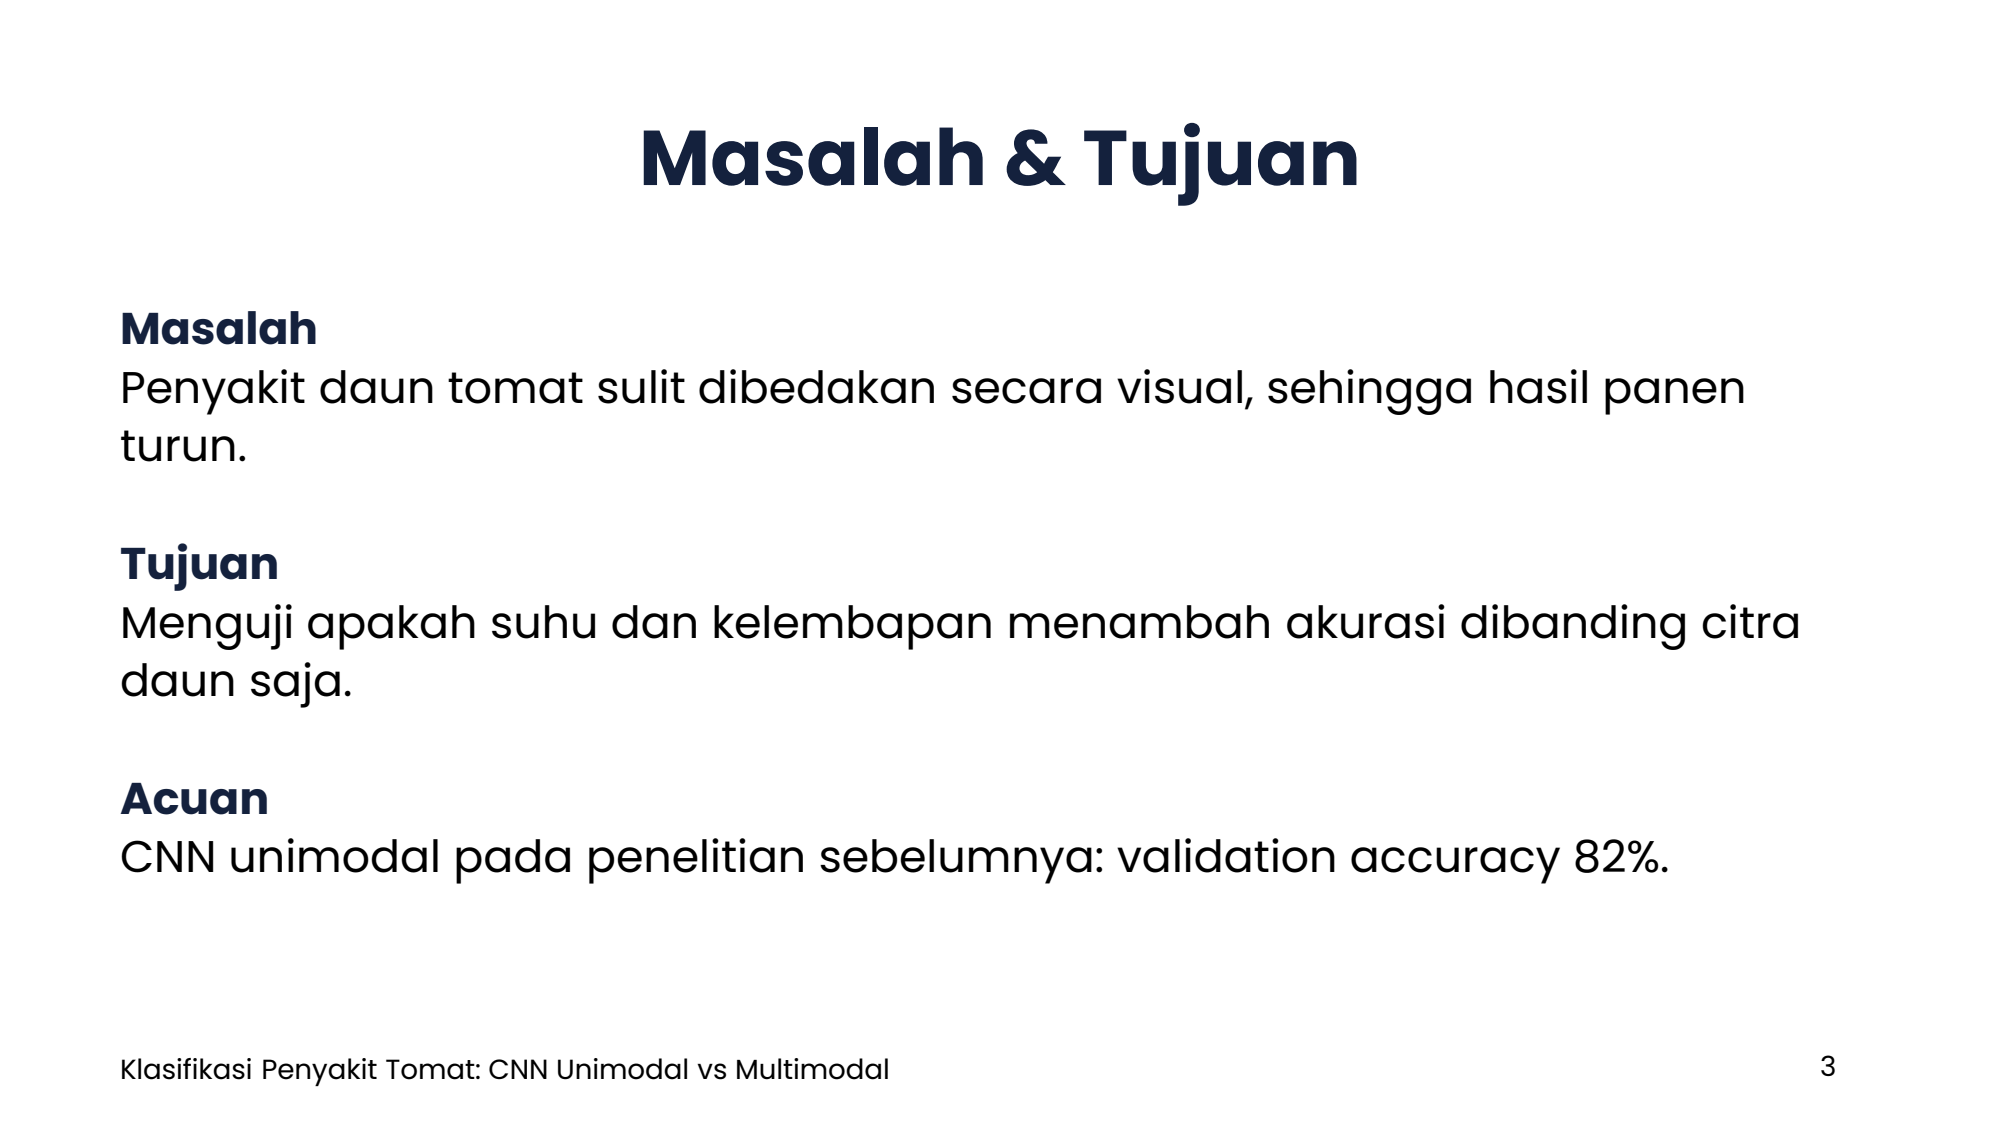 Masalah & Tujuan
Masalah
Penyakit daun tomat sulit dibedakan secara visual, sehingga hasil panen
turun.
Tujuan
Menguji apakah suhu dan kelembapan menambah akurasi dibanding citra
daun saja.
Acuan
CNN unimodal pada penelitian sebelumnya: validation accuracy 82%.
Klasifikasi Penyakit Tomat: CNN Unimodal vs Multimodal
3